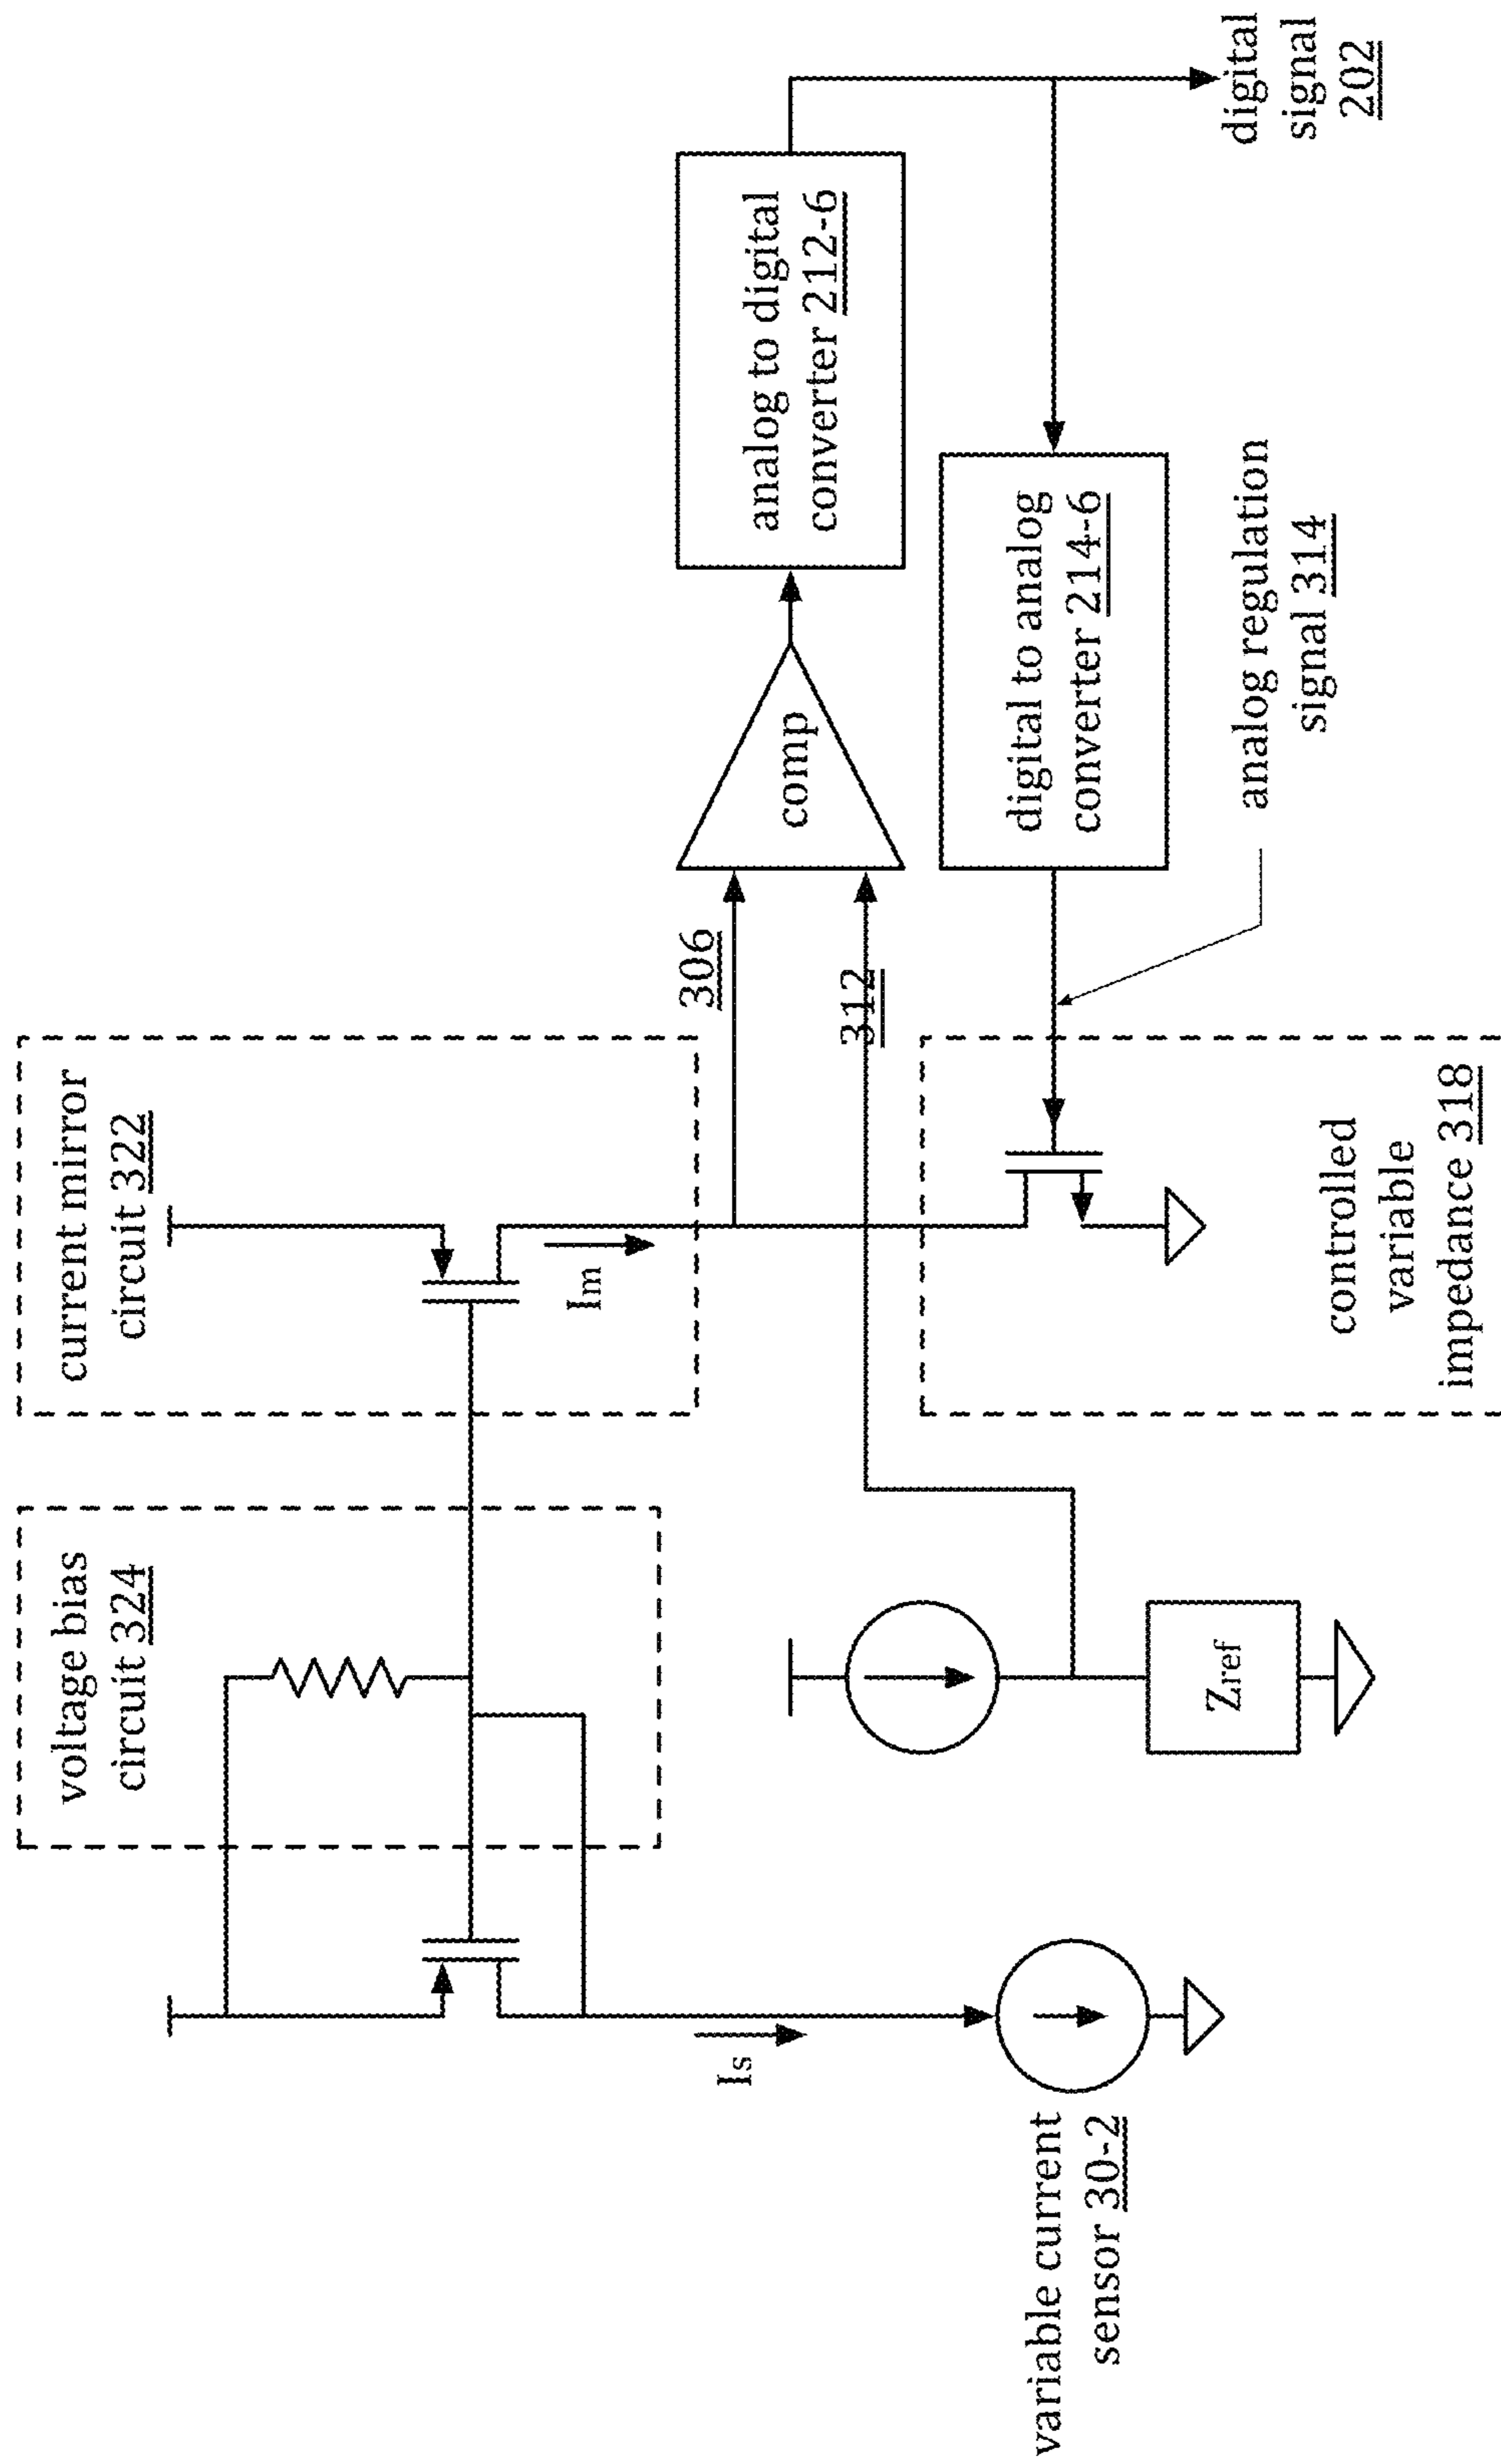 voltage bias
circuit 324
current mirror
circuit 322
Im
Is
306
312
comp
analog to digital
converter 212-6
digital to analog
converter 214-6
analog regulation
signal 314
digital
signal
202
variable current
sensor 30-2
Zref
controlled
variable
impedance 318